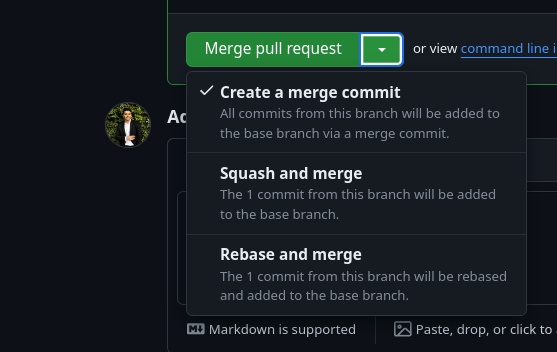 Merge pull request
or view command line i
Create a merge commit
All commits from this branch will be added to
the base branch via a merge commit.
Squash and merge
The 1 commit from this branch will be added
to the base branch.
Rebase and merge
The 1 commit from this branch will be rebased
and added to the base branch.
Markdown is supported
Paste, drop, or click to